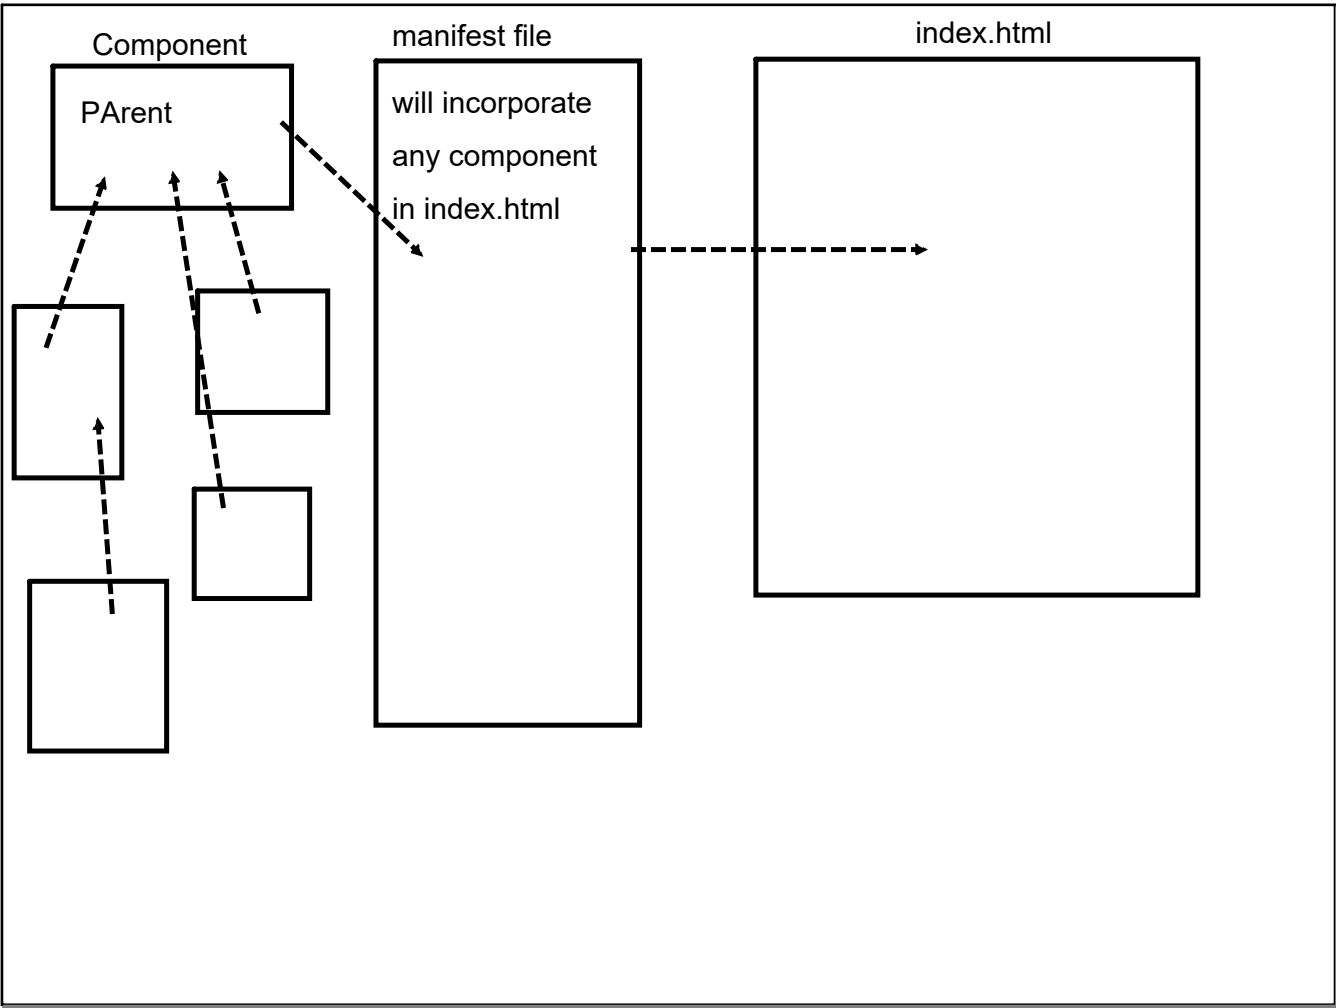 Component
PArent
manifest file
will incorporate
any component
in index.html
index.html